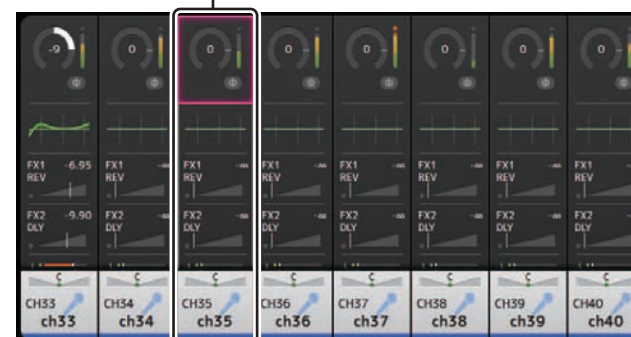 -9 0 0 0 0 0 0 0
FX1 -6.95 FX1 -∞ FX1 -∞ FX1 -∞ FX1 -∞ FX1 -∞ FX1 -∞ FX1
REV REV REV REV REV REV REV REV
FX2 -9.90 FX2 -∞ FX2 -∞ FX2 -∞ FX2 -∞ FX2 -∞ FX2 -∞ FX2
DLY DLY DLY DLY DLY DLY DLY DLY
C C C C C C C C
CH33 CH34 CH35 CH36 CH37 CH38 CH39 CH40
ch33 ch34 ch35 ch36 ch37 ch38 ch39 ch40